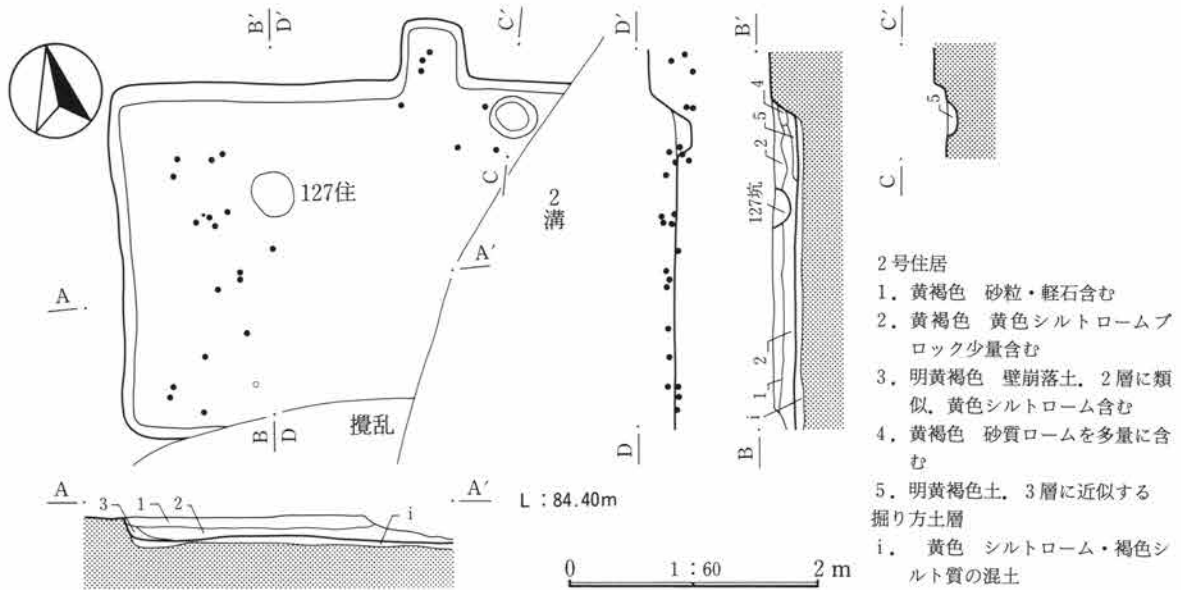 B′ D′
C′
D′
B′
C′
4
5
2
5
127住
C
C
2
溝
127坑
A′
A
2号住居
1．黄褐色　砂粒・軽石含む
2．黄褐色　黄色シルトロームブ
ロック少量含む
3．明黄褐色　壁崩落土．2層に類
似．黄色シルトローム含む
4．黄褐色　砂質ロームを多量に含
む
5．明黄褐色土．3層に近似する
掘り方土層
i．　黄色　シルトローム・褐色シ
ルト質の混土
2
1
i
攪乱
B D
D
B
A
3 1 2
i
A′
L：84.40m
0 1：60 2 m